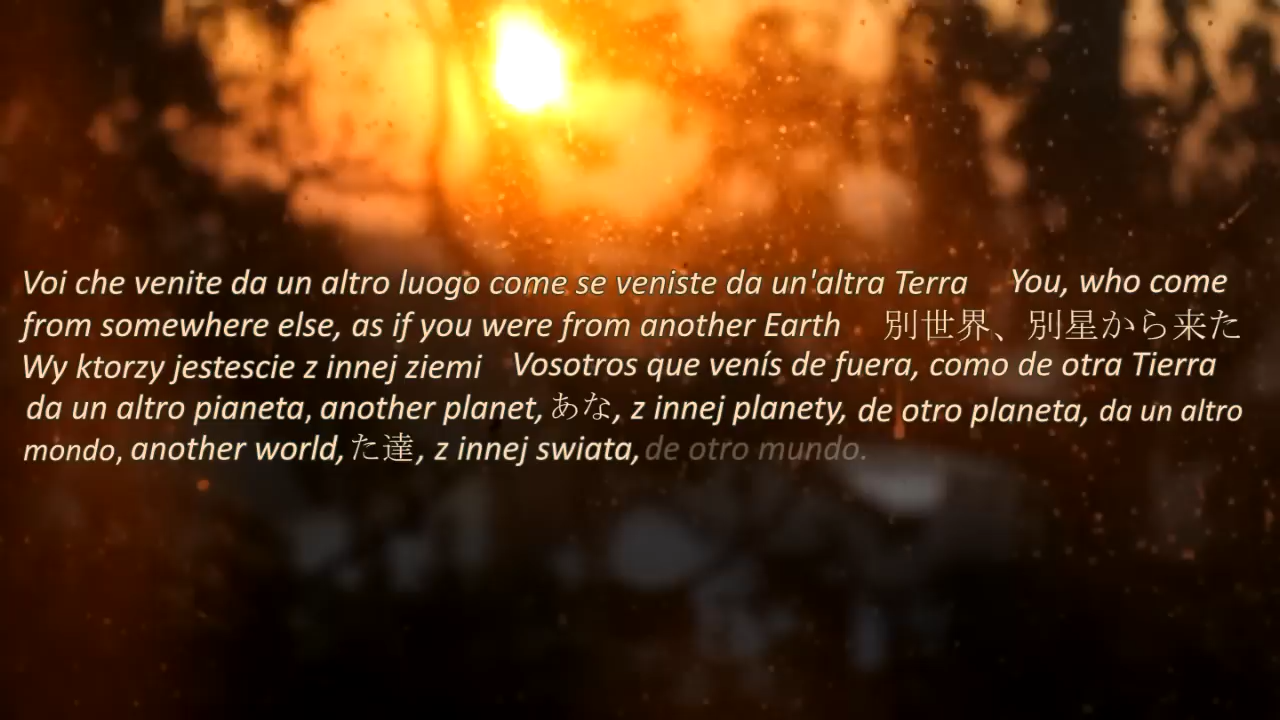 Voi che venite da un altro luogo come se veniste da un'altra Terra You, who come
from somewhere else, as if you were from another Earth 別世界、別星から来た
Wy ktorzy jestescie z innej ziemi Vosotros que venís de fuera, como de otra Tierra
da un altro pianeta, another planet, あな, z innej planety, de otro planeta, da un altro
mondo, another world, た達, z innej swiata, de otro mundo.